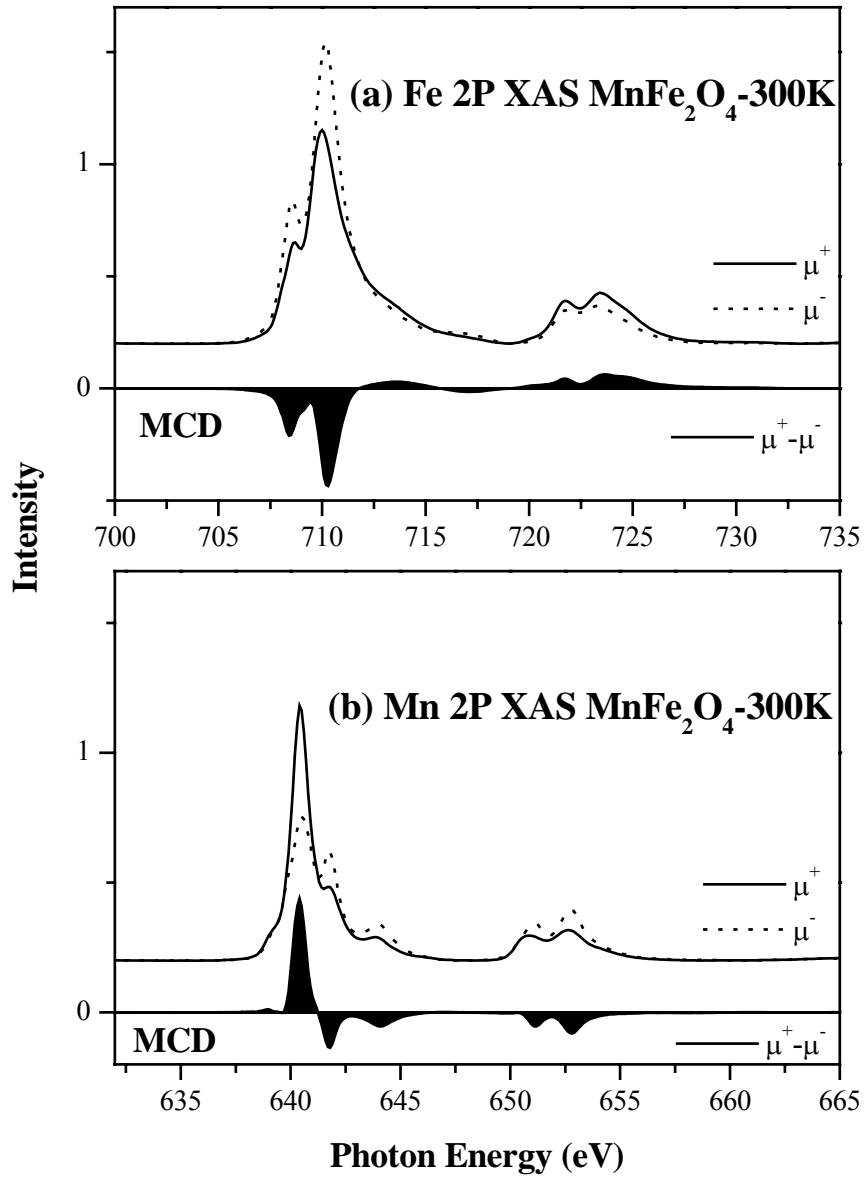 (a) Fe 2P XAS MnFe₂O₄-300K
1
μ⁺
μ⁻
0
MCD
μ⁺-μ⁻
700 705 710 715 720 725 730 735
Intensity
(b) Mn 2P XAS MnFe₂O₄-300K
1
μ⁺
μ⁻
0
MCD
μ⁺-μ⁻
635 640 645 650 655 660 665
Photon Energy (eV)